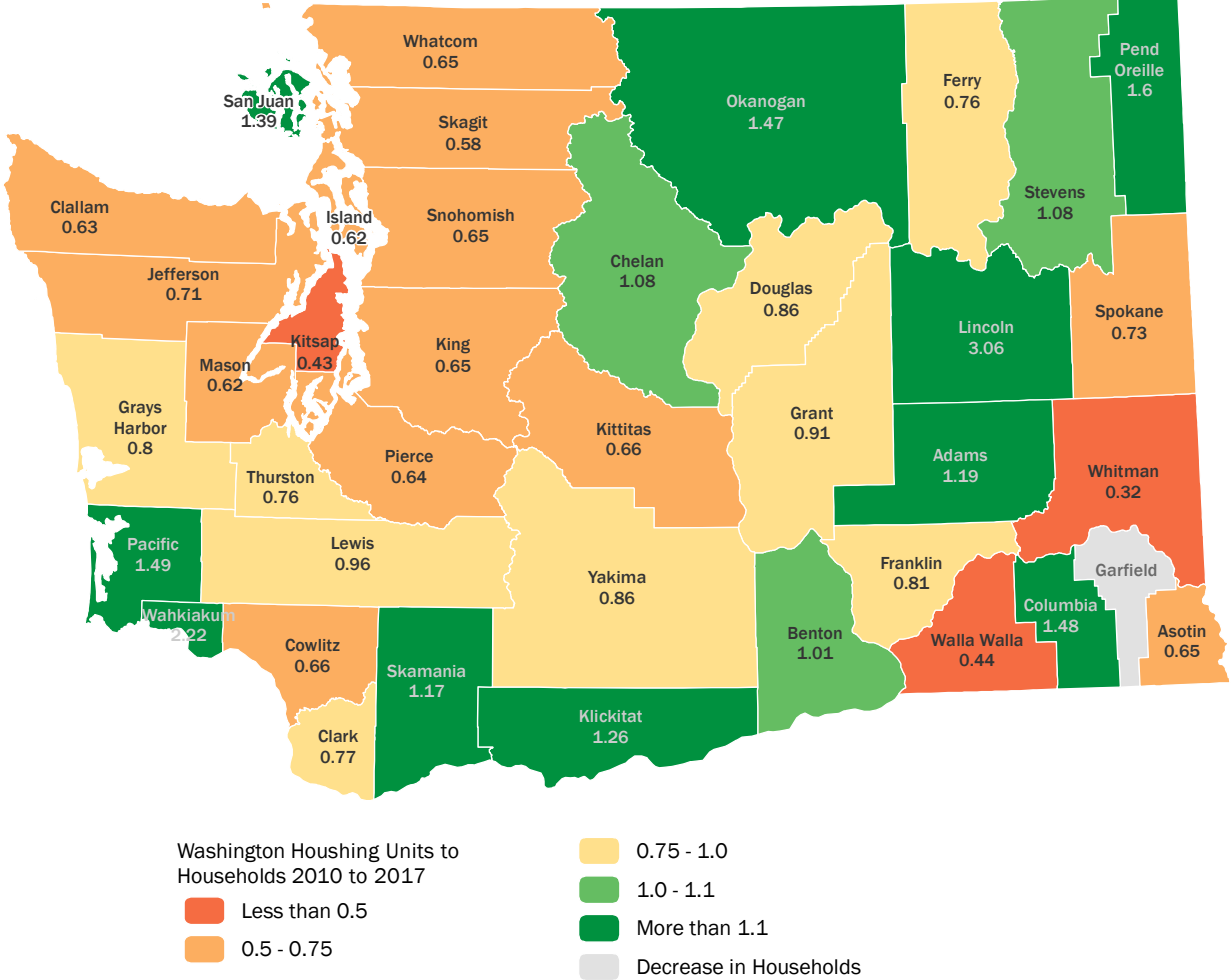 Whatcom
0.65
Okanogan
1.47
Ferry
0.76
Pend
Oreille
1.6
San Juan
1.39
Skagit
0.58
Stevens
1.08
Clallam
0.63
Island
0.62
Snohomish
0.65
Jefferson
0.71
Chelan
1.08
Douglas
0.86
Lincoln
3.06
Spokane
0.73
Kitsap
0.43
King
0.65
Mason
0.62
Grays
Harbor
0.8
Kittitas
0.66
Grant
0.91
Adams
1.19
Whitman
0.32
Thurston
0.76
Pierce
0.64
Pacific
1.49
Lewis
0.96
Yakima
0.86
Franklin
0.81
Garfield
Wahkiakum
2.22
Cowlitz
0.66
Skamania
1.17
Benton
1.01
Walla Walla
0.44
Columbia
1.48
Asotin
0.65
Clark
0.77
Klickitat
1.26
Washington Houshing Units to
Households 2010 to 2017
Less than 0.5
0.5 - 0.75
0.75 - 1.0
1.0 - 1.1
More than 1.1
Decrease in Households